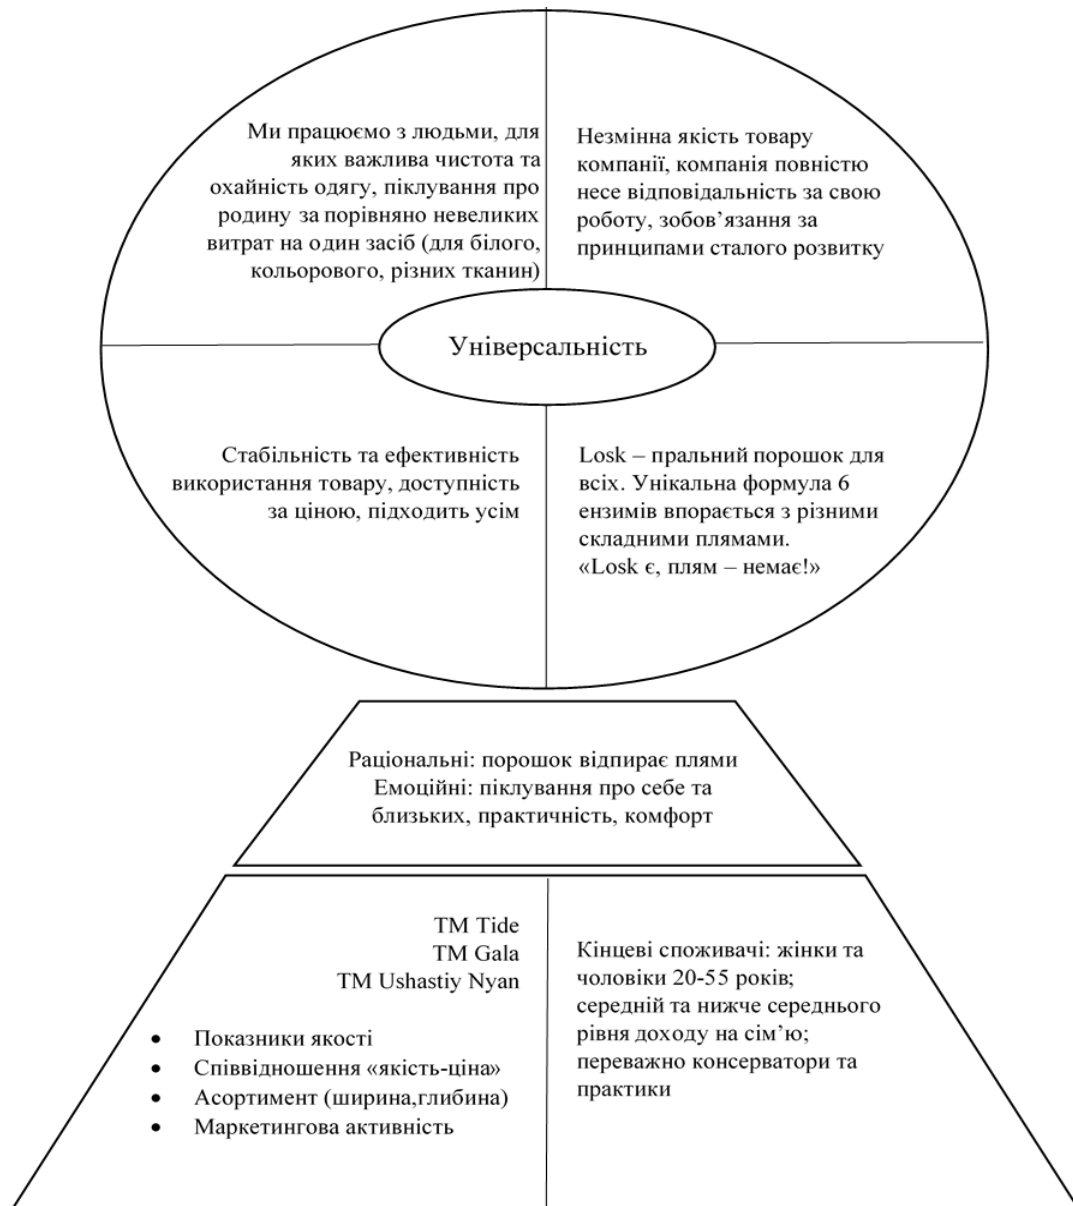 Ми працюємо з людьми, для
яких важлива чистота та
охайність одягу, піклування про
родину за порівняно невеликих
витрат на один засіб (для білого,
кольорового, різних тканин)
Незмінна якість товару
компанії, компанія повністю
несе відповідальність за свою
роботу, зобов’язання за
принципами сталого розвитку
Універсальність
Стабільність та ефективність
використання товару, доступність
за ціною, підходить усім
Losk – пральний порошок для
всіх. Унікальна формула 6
ензимів впорається з різними
складними плямами.
«Losk є, плям – немає!»
Раціональні: порошок відпирає плями
Емоційні: піклування про себе та
близьких, практичність, комфорт
ТМ Tide
ТМ Gala
ТМ Ushastiy Nyan
• Показники якості
• Співвідношення «якість-ціна»
• Асортимент (ширина,глибина)
• Маркетингова активність
Кінцеві споживачі: жінки та
чоловіки 20-55 років;
середній та нижче середнього
рівня доходу на сім’ю;
переважно консерватори та
практики